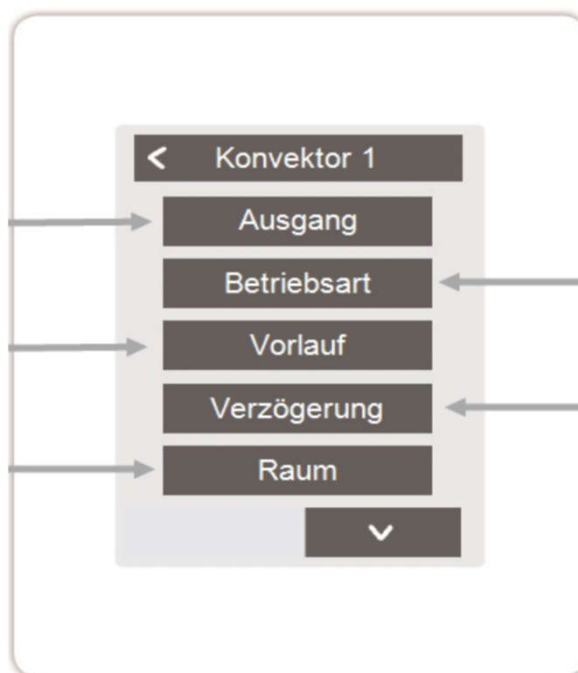 Konvektor 1
Ausgang
Betriebsart
Vorlauf
Verzögerung
Raum